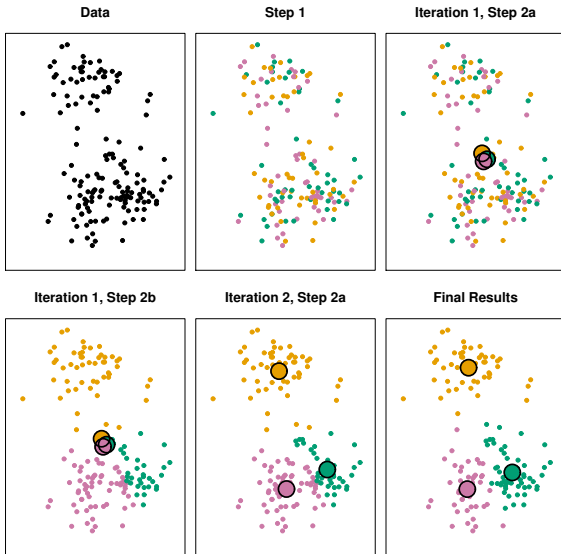 Data
Step 1
Iteration 1, Step 2a
Iteration 1, Step 2b
Iteration 2, Step 2a
Final Results